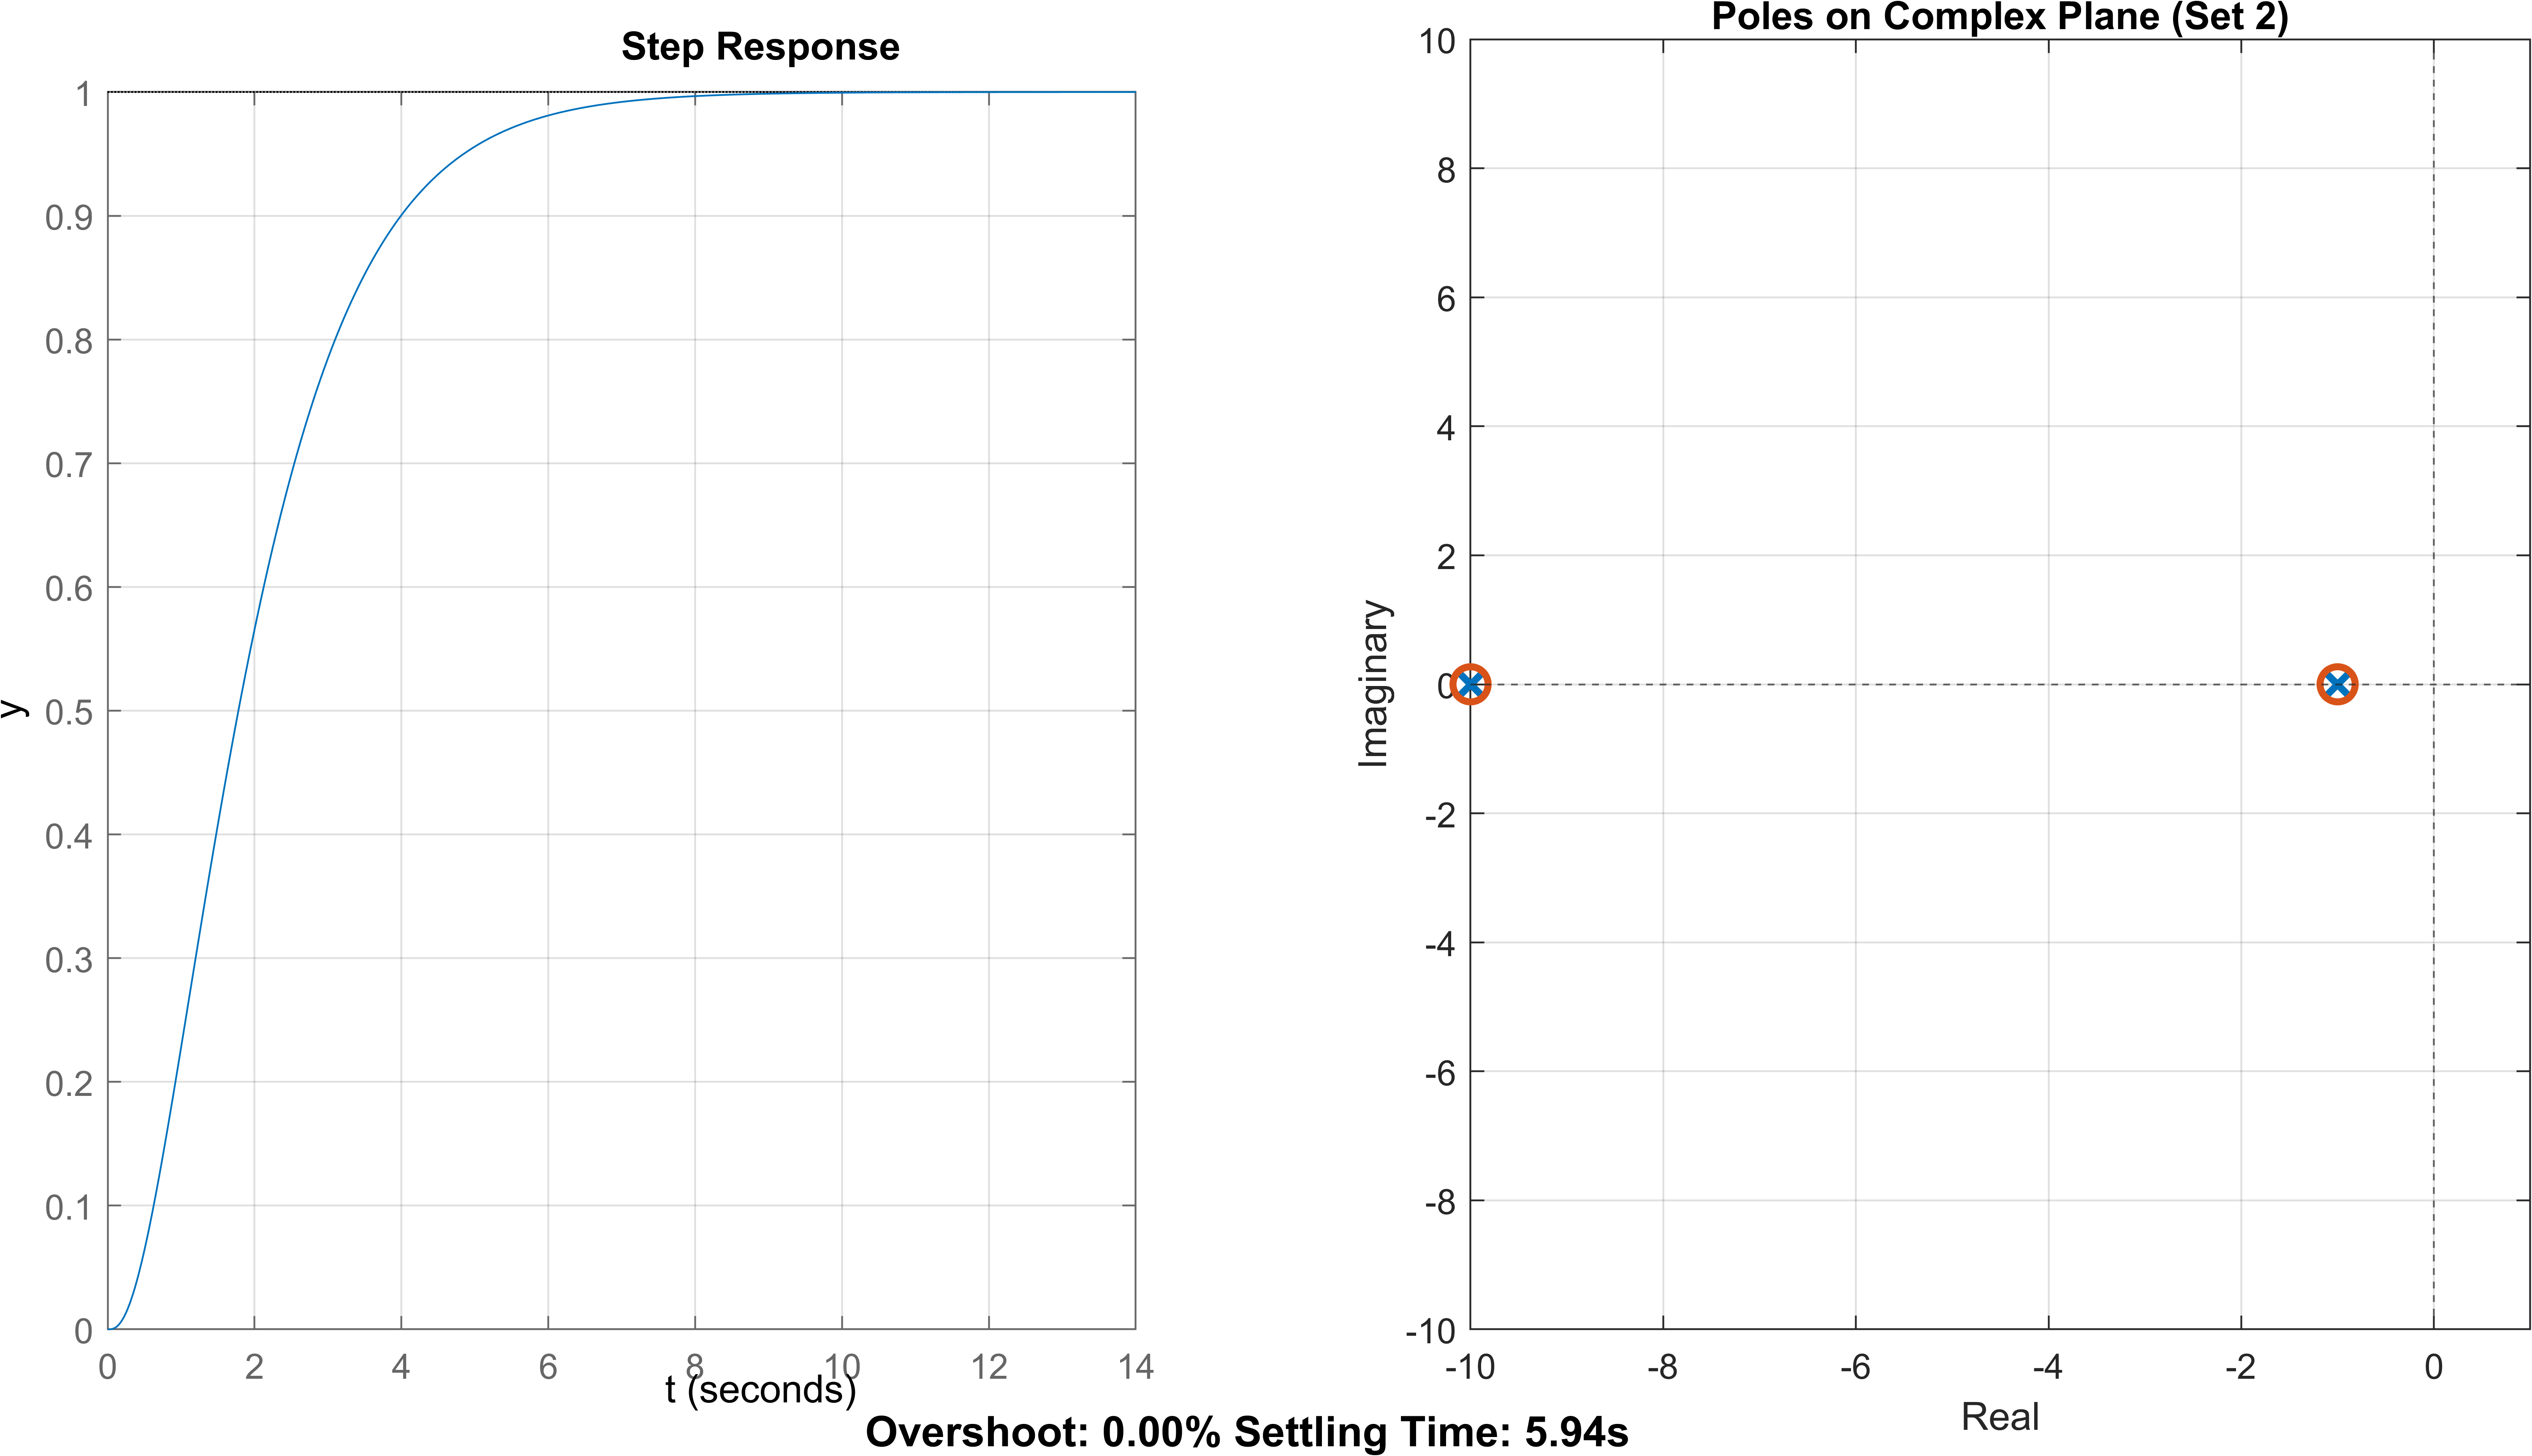 Step Response
1
0.9
0.8
0.7
0.6
0.5
0.4
0.3
0.2
0.1
0
y
0 2 4 6 8 10 12 14
t (seconds)
Poles on Complex Plane (Set 2)
10
8
6
4
2
0
-2
-4
-6
-8
-10
Imaginary
-10 -8 -6 -4 -2 0
Real
Overshoot: 0.00% Settling Time: 5.94s